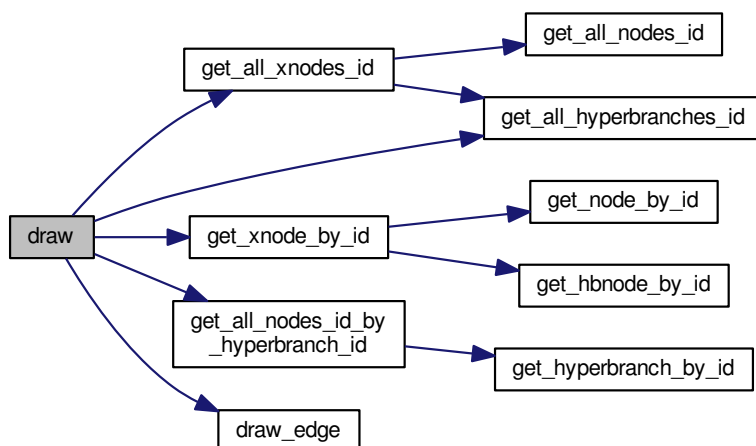 get_all_nodes_id
get_all_xnodes_id
get_all_hyperbranches_id
get_node_by_id
draw
get_xnode_by_id
get_hbnode_by_id
get_all_nodes_id_by
_hyperbranch_id
get_hyperbranch_by_id
draw_edge